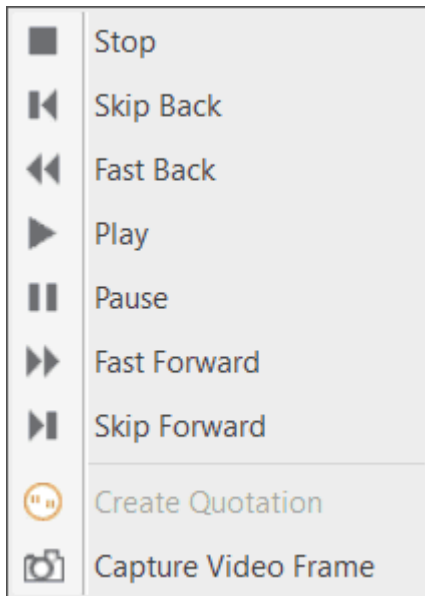 Stop
Skip Back
Fast Back
Play
Pause
Fast Forward
Skip Forward
Create Quotation
Capture Video Frame